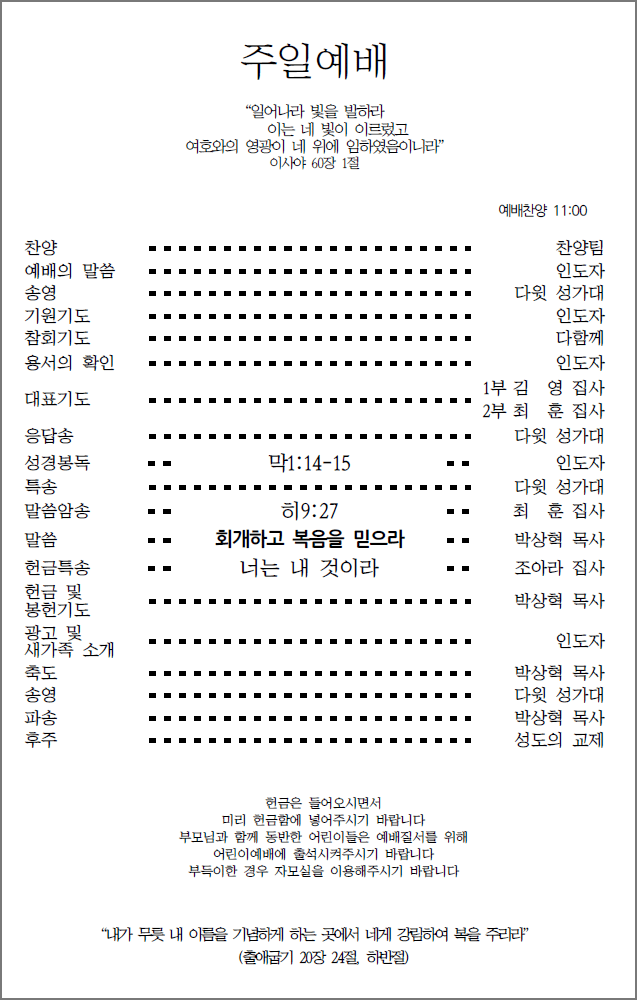 주일예배
“일어나라 빛을 발하라
이는 네 빛이 이르렀고
여호와의 영광이 네 위에 임하였음이니라”
이사야 60장 1절
예배찬양 11:00
찬양 찬양팀
예배의 말씀 인도자
송영 다윗 성가대
기원기도 인도자
참회기도 다함께
용서의 확인 인도자
대표기도 1부 김 영 집사
2부 최 훈 집사
응답송 다윗 성가대
성경봉독 막1:14-15 인도자
특송 다윗 성가대
말씀암송 히9:27 최 훈 집사
말씀 회개하고 복음을 믿으라 박상혁 목사
헌금특송 너는 내 것이라 조아라 집사
헌금 및
봉헌기도 박상혁 목사
광고 및
새가족 소개 인도자
축도 박상혁 목사
송영 다윗 성가대
파송 박상혁 목사
후주 성도의 교제
헌금은 들어오시면서
미리 헌금함에 넣어주시기 바랍니다
부모님과 함께 동반한 어린이들은 예배질서를 위해
어린이예배에 출석시켜주시기 바랍니다
부득이한 경우 자모실을 이용해주시기 바랍니다
“내가 무릇 내 이름을 기념하게 하는 곳에서 네게 강림하여 복을 주리라”
(출애굽기 20장 24절, 하반절)